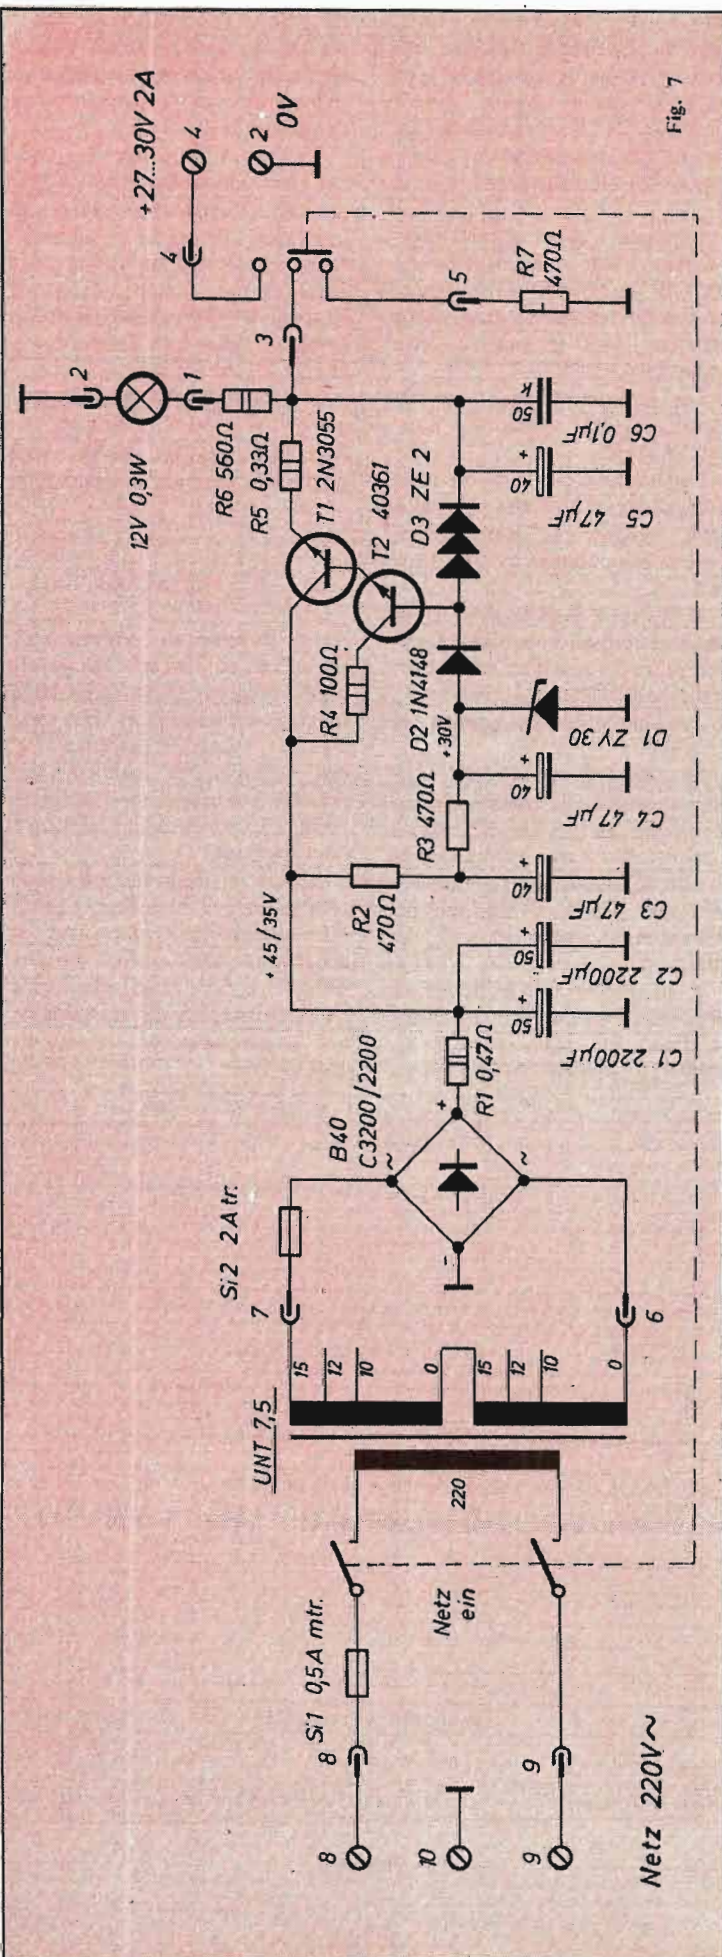 Netz 220V~
8
10
9
8
9
Si1 0,5A mtr.
Netz
ein
220
UNT 7,5
15
12
10
0
15
12
10
0
7
6
Si2 2A tr.
B40
C3200/2200
~
~
+
-
R1 0,47Ω
+45/35V
50
+
C1 2200µF
50
+
C2 2200µF
R2
470Ω
40
+
C3 47µF
R3 470Ω
40
+
C4 47µF
+30V
D1 ZY30
D2 1N4148
R4 100Ω
T2 40361
T1 2N3055
D3 ZE 2
40
+
C5 47µF
50
K
C6 0,1µF
R5 0,33Ω
R6 560Ω
12V 0,3W
1
2
3
4
5
R7
470Ω
+27...30V 2A
4
2
0V
Fig. 7